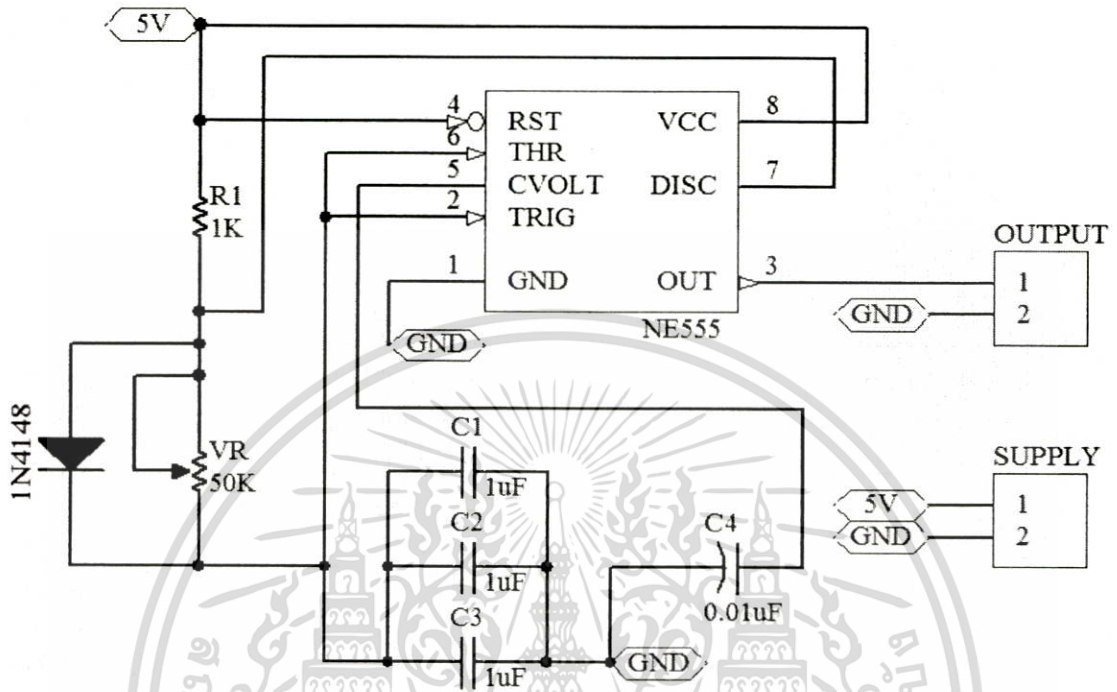 5V
4
RST
VCC
8
6
THR
5
CVOLT
DISC
7
2
TRIG
R1
1K
1
GND
OUT
3
NE555
GND
OUTPUT
1
GND
2
1N4148
VR
50K
C1
1uF
C2
1uF
C3
1uF
C4
0.01uF
GND
SUPPLY
5V
1
GND
2